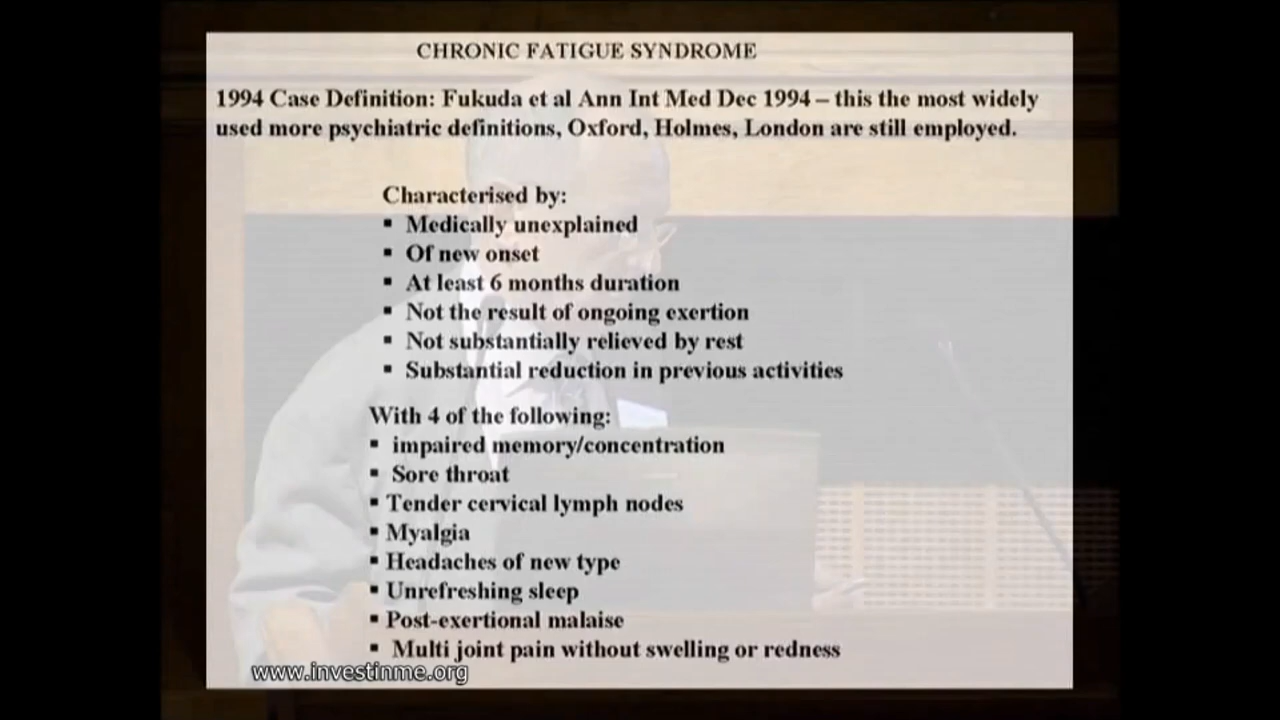 CHRONIC FATIGUE SYNDROME
1994 Case Definition: Fukuda et al Ann Int Med Dec 1994 – this the most widely
used more psychiatric definitions, Oxford, Holmes, London are still employed.
Characterised by:
▪ Medically unexplained
▪ Of new onset
▪ At least 6 months duration
▪ Not the result of ongoing exertion
▪ Not substantially relieved by rest
▪ Substantial reduction in previous activities
With 4 of the following:
▪ impaired memory/concentration
▪ Sore throat
▪ Tender cervical lymph nodes
▪ Myalgia
▪ Headaches of new type
▪ Unrefreshing sleep
▪ Post-exertional malaise
▪ Multi joint pain without swelling or redness
www.investinme.org